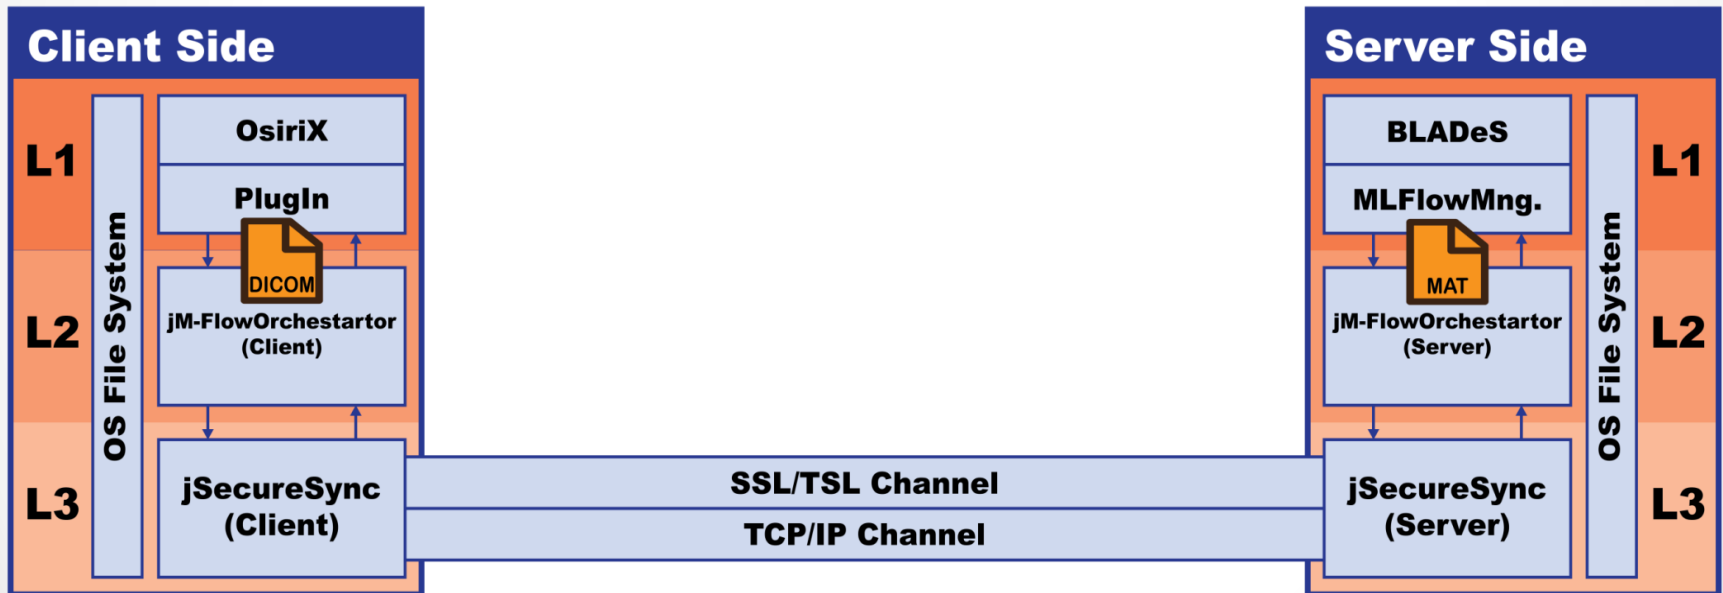 Client Side
L1
L2
L3
OS File System
OsiriX
PlugIn
DICOM
jM-FlowOrchestartor
(Client)
jSecureSync
(Client)
SSL/TSL Channel
TCP/IP Channel
Server Side
BLADeS
MLFlowMng.
MAT
jM-FlowOrchestartor
(Server)
jSecureSync
(Server)
OS File System
L1
L2
L3